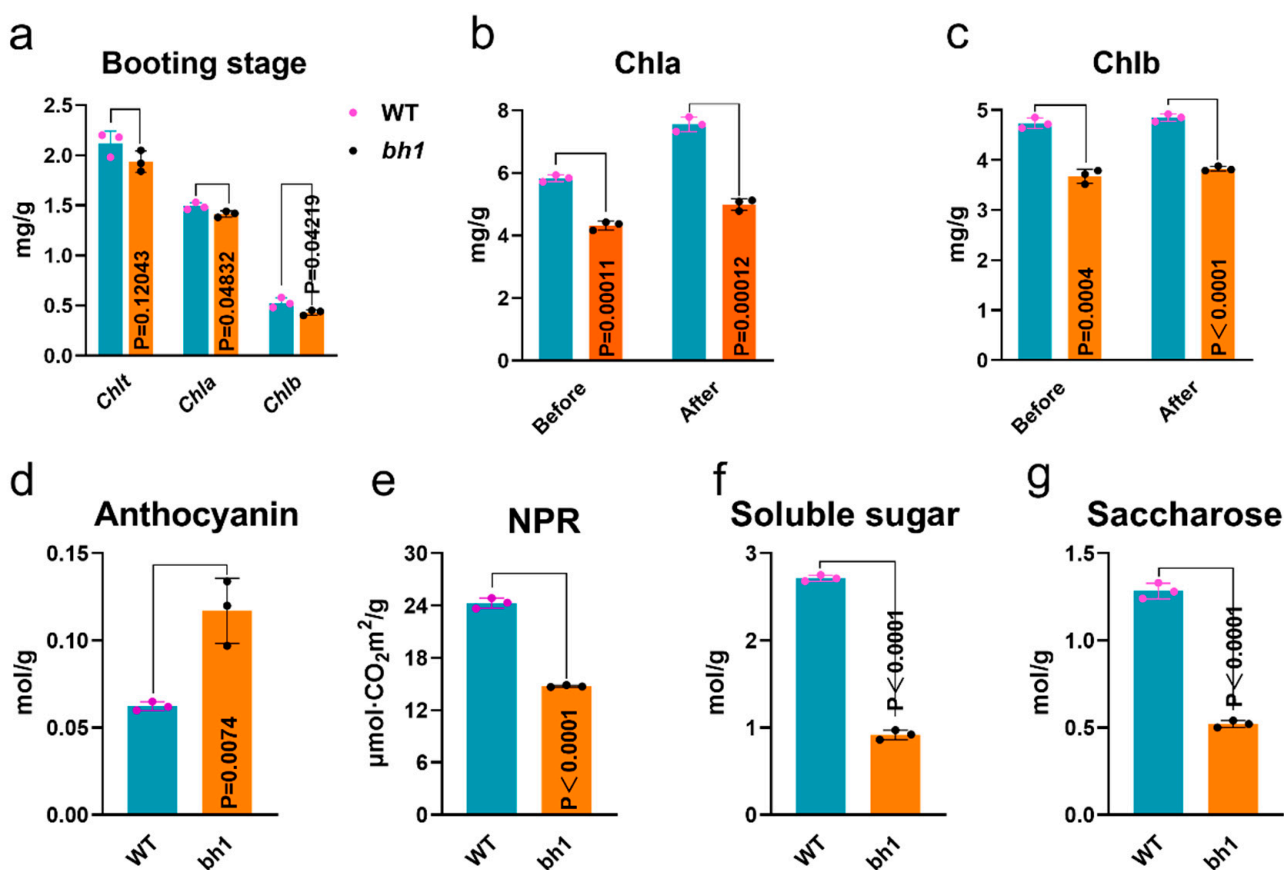 a
Booting stage
mg/g
2.5
2.0
1.5
1.0
0.5
0.0
P=0.12043
P=0.04832
P=0.04219
Chlt
Chla
Chlb
WT
bh1
b
Chla
mg/g
8
6
4
2
0
P=0.00011
P=0.00012
Before
After
c
Chlb
mg/g
5
4
3
2
1
0
P=0.0004
P<0.0001
Before
After
d
Anthocyanin
mol/g
0.15
0.10
0.05
0.00
P=0.0074
WT
bh1
e
NPR
μmol·CO₂m²/g
30
24
18
12
6
0
P<0.0001
WT
bh1
f
Soluble sugar
mol/g
3
2
1
0
P<0.0001
WT
bh1
g
Saccharose
mol/g
1.5
1.0
0.5
0.0
P<0.0001
WT
bh1